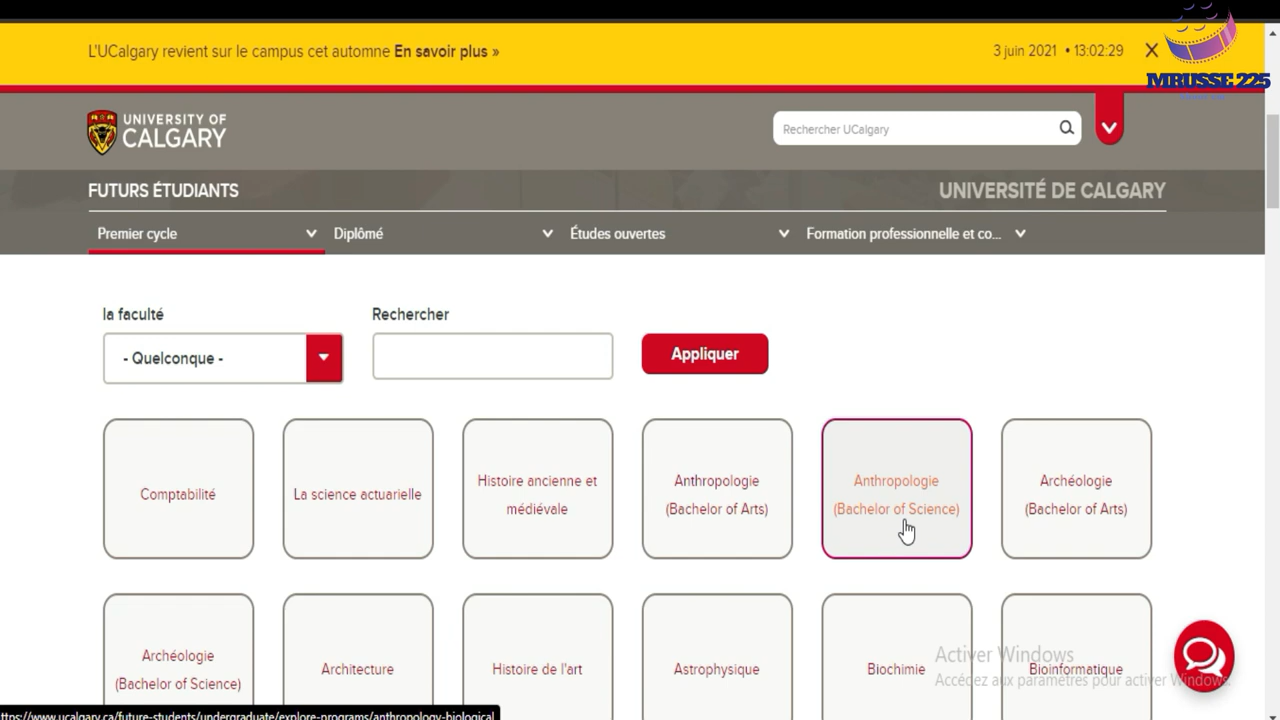 L'UCalgary revient sur le campus cet automne En savoir plus »
3 juin 2021 • 13:02:29
MRUSSE 225
UNIVERSITY OF
CALGARY
Rechercher UCalgary
FUTURS ÉTUDIANTS
UNIVERSITÉ DE CALGARY
Premier cycle
Diplômé
Études ouvertes
Formation professionnelle et co...
la faculté
Rechercher
- Quelconque -
Appliquer
Comptabilité
La science actuarielle
Histoire ancienne et
médiévale
Anthropologie
(Bachelor of Arts)
Anthropologie
(Bachelor of Science)
Archéologie
(Bachelor of Arts)
Archéologie
(Bachelor of Science)
Architecture
Histoire de l'art
Astrophysique
Biochimie
Bioinformatique
Activer Windows
Accédez aux paramètres pour activer Windows.
ttps://www.ucalgary.ca/future-students/undergraduate/explore-programs/anthropology-biological